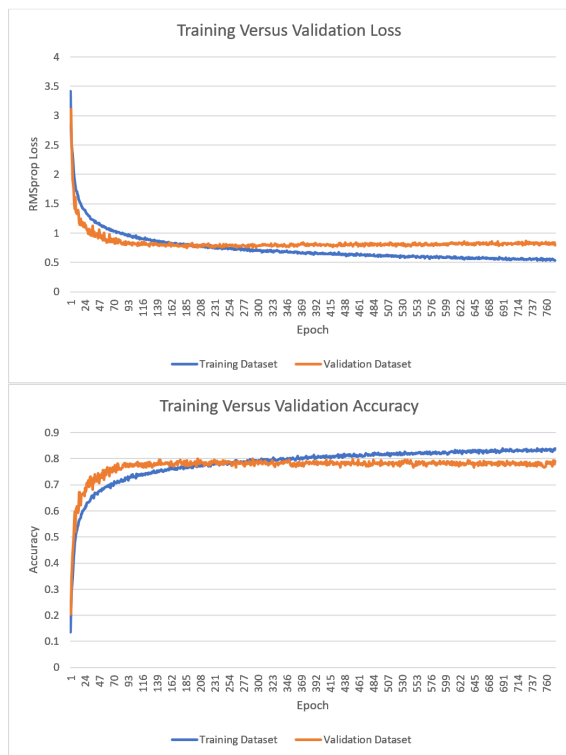 Training Versus Validation Loss
4
3.5
3
2.5
2
1.5
1
0.5
0
RMSprop Loss
1 24 47 70 93 116 139 162 185 208 231 254 277 300 323 346 369 392 415 438 461 484 507 530 553 576 599 622 645 668 691 714 737 760
Epoch
Training Dataset Validation Dataset
Training Versus Validation Accuracy
0.9
0.8
0.7
0.6
0.5
0.4
0.3
0.2
0.1
0
Accuracy
1 24 47 70 93 116 139 162 185 208 231 254 277 300 323 346 369 392 415 438 461 484 507 530 553 576 599 622 645 668 691 714 737 760
Epoch
Training Dataset Validation Dataset